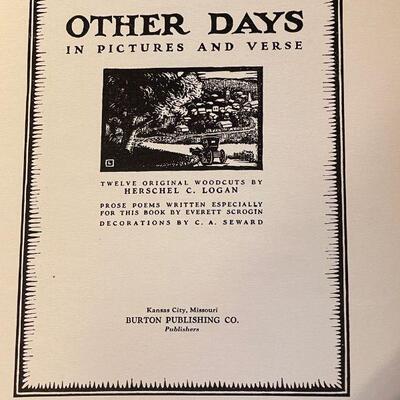 OTHER DAYS
IN PICTURES AND VERSE
TWELVE ORIGINAL WOODCUTS BY
HERSCHEL C. LOGAN
PROSE POEMS WRITTEN ESPECIALLY
FOR THIS BOOK BY EVERETT SCROGIN
DECORATIONS BY C. A. SEWARD
Kansas City, Missouri
BURTON PUBLISHING CO.
Publishers